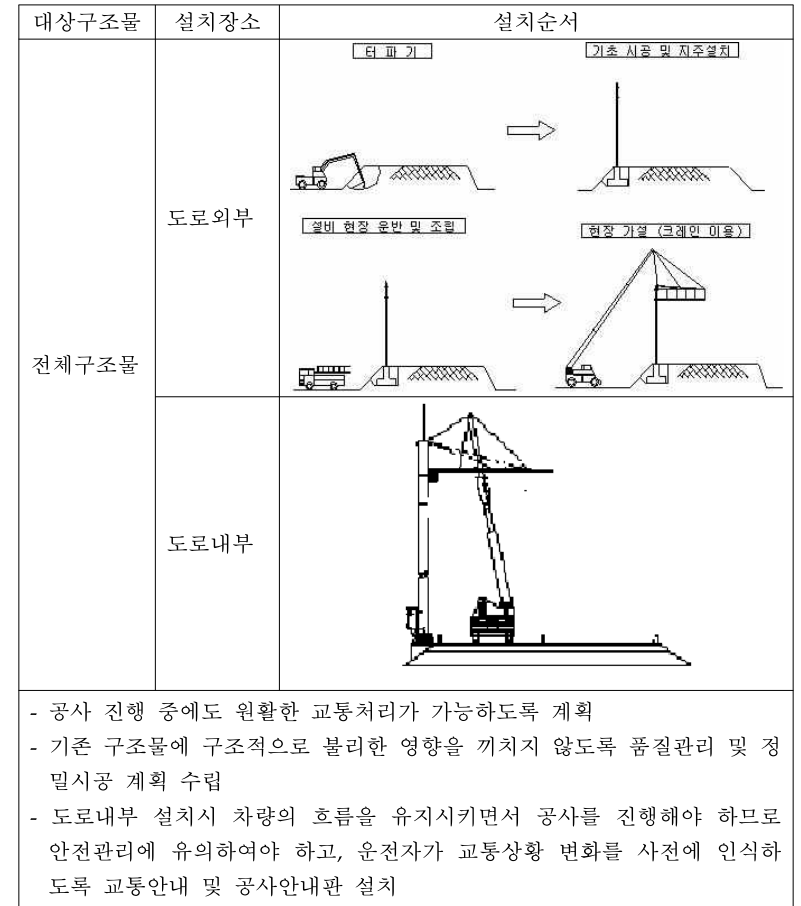 대상구조물 설치장소 설치순서
터 파 기
기초 시공 및 지주설치
도로외부
설비 현장 운반 및 조립
현장 가설 (크레인 이용)
전체구조물
도로내부
- 공사 진행 중에도 원활한 교통처리가 가능하도록 계획
- 기존 구조물에 구조적으로 불리한 영향을 끼치지 않도록 품질관리 및 정
밀시공 계획 수립
- 도로내부 설치시 차량의 흐름을 유지시키면서 공사를 진행해야 하므로
안전관리에 유의하여야 하고, 운전자가 교통상황 변화를 사전에 인식하
도록 교통안내 및 공사안내판 설치